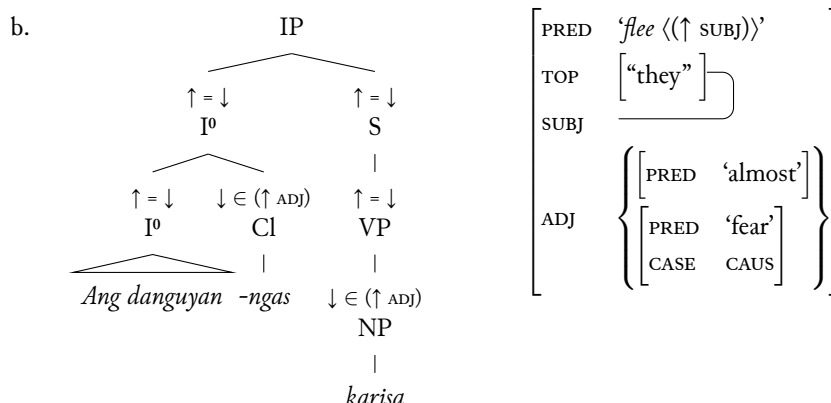 b.
IP
↑ = ↓ ↑ = ↓
I⁰ S
↑ = ↓ ↓ ∈ (↑ ADJ) ↑ = ↓
I⁰ Cl VP
Ang danguyan -ngas ↓ ∈ (↑ ADJ)
NP
karisa
PRED ‘flee ⟨(↑ SUBJ)⟩’
TOP [“they” ]
SUBJ
ADJ
PRED ‘almost’
PRED ‘fear’
CASE CAUS